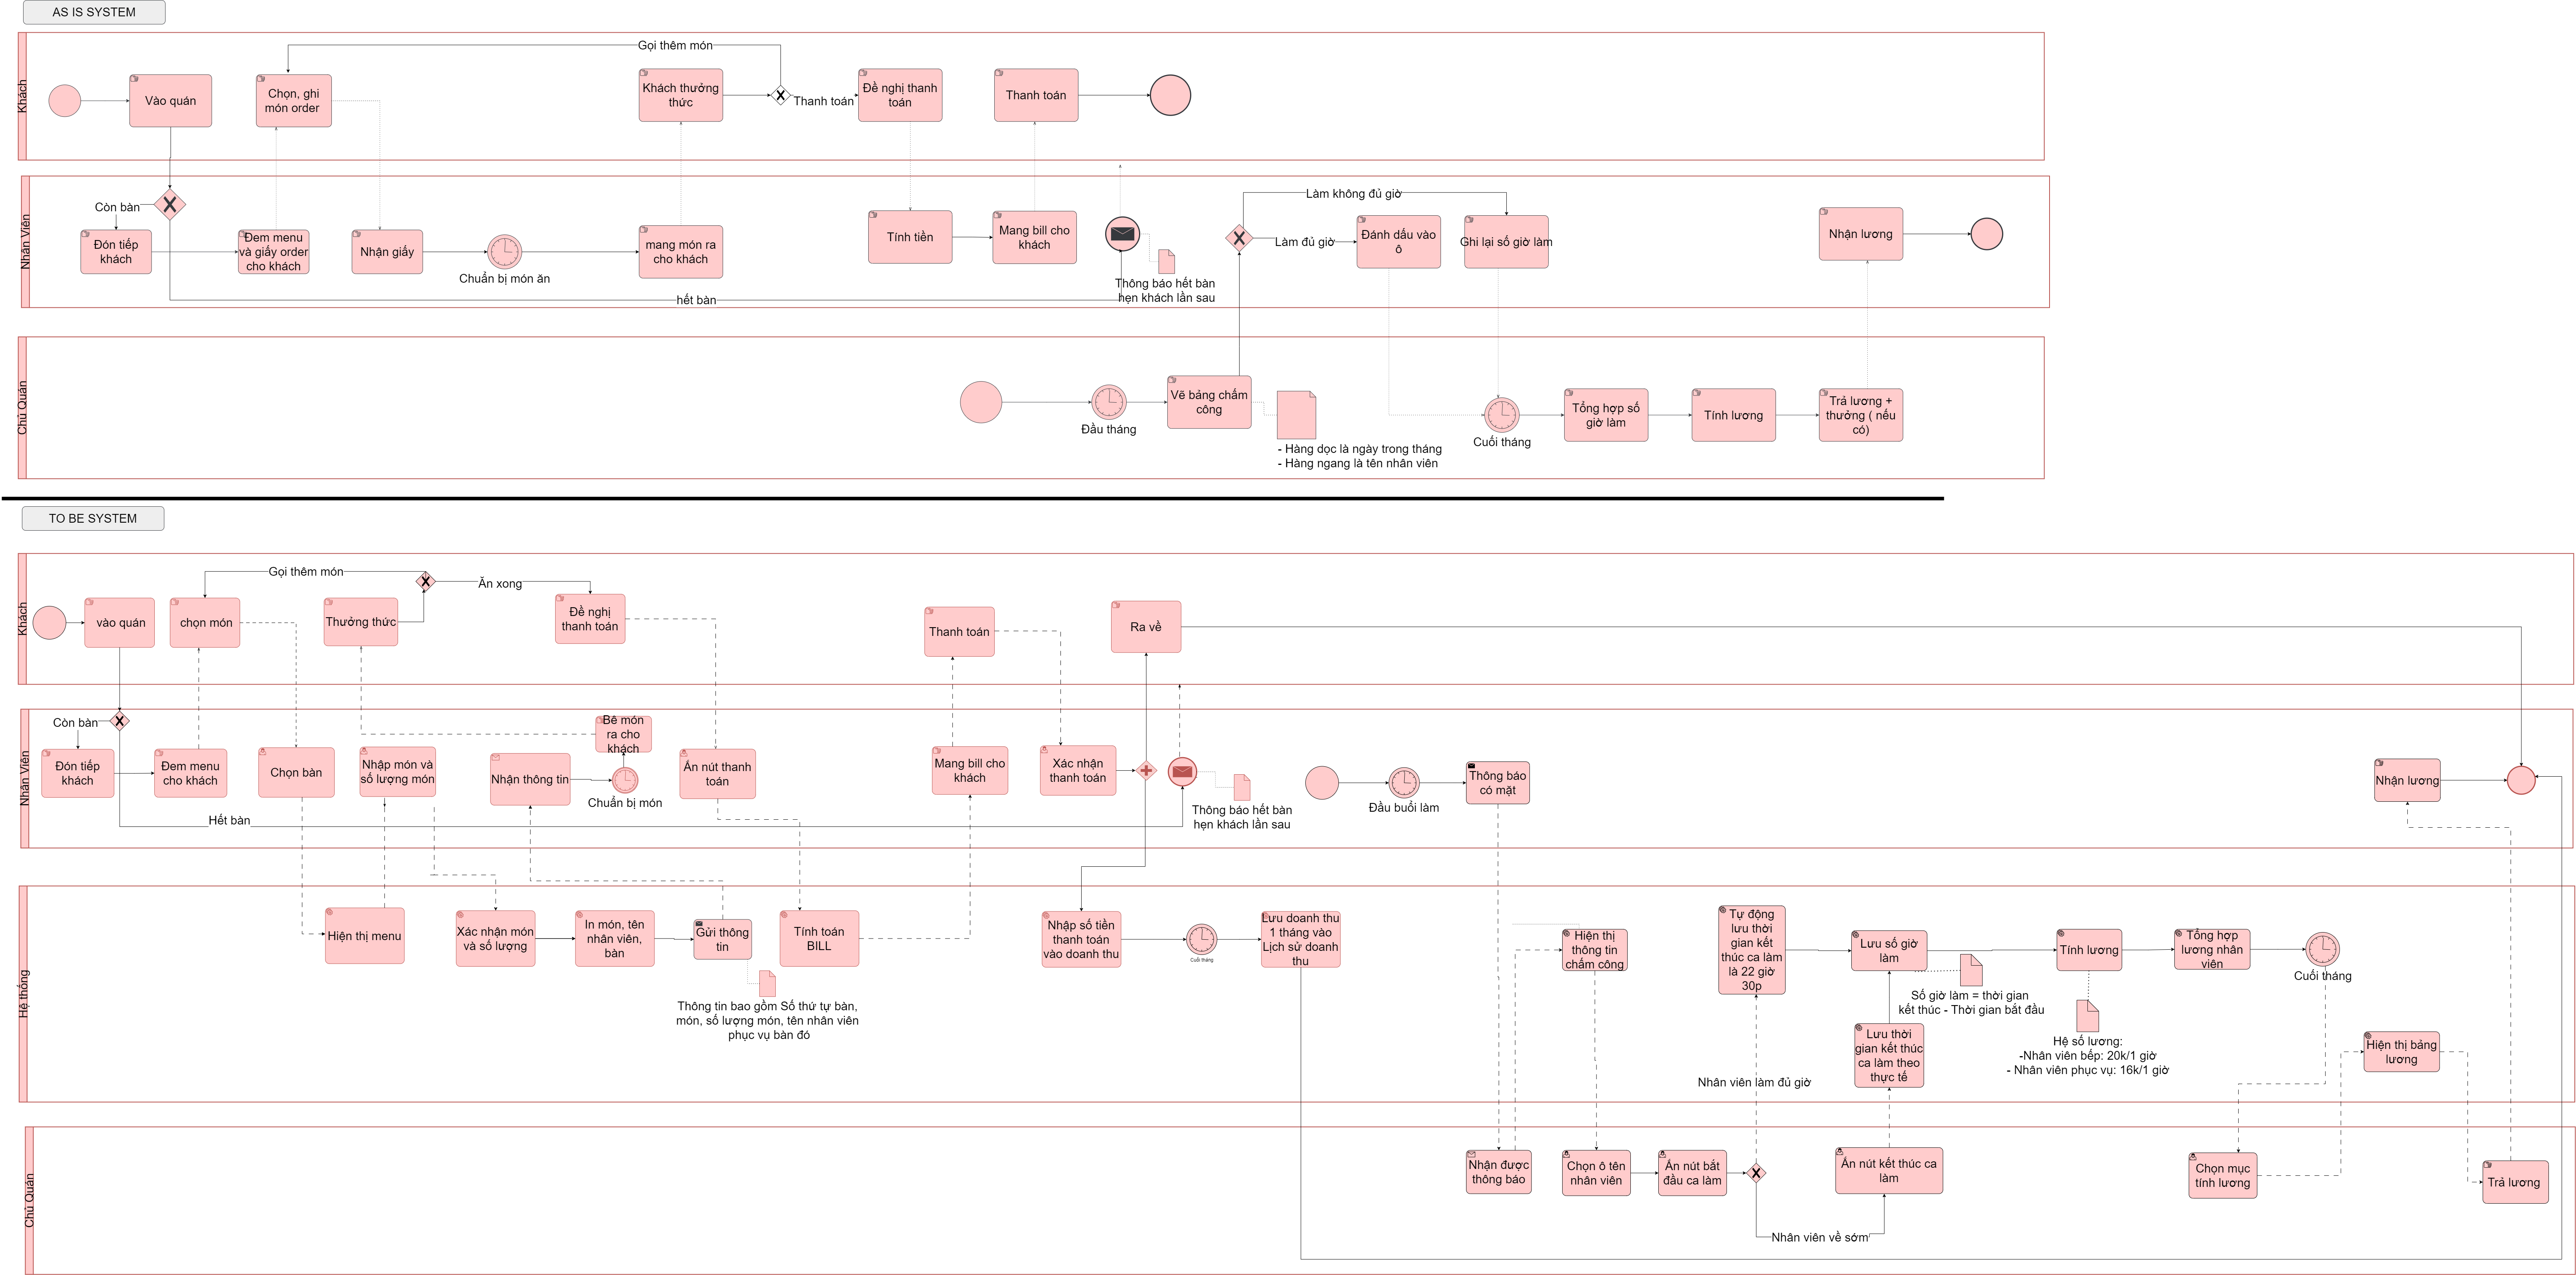 AS IS SYSTEM
Khách
Gọi thêm món
Vào quán
Chọn, ghi
món order
Khách thưởng
thức
Thanh toán
Đề nghị thanh
toán
Thanh toán
Nhân Viên
Còn bàn
Đón tiếp
khách
Đem menu
và giấy order
cho khách
Nhận giấy
Chuẩn bị món ăn
mang món ra
cho khách
hết bàn
Tính tiền
Mang bill cho
khách
Thông báo hết bàn
hẹn khách lần sau
Làm không đủ giờ
Làm đủ giờ
Đánh dấu vào
ô
Ghi lại số giờ làm
Nhận lương
Chủ Quán
Đầu tháng
Vẽ bảng chấm
công
- Hàng dọc là ngày trong tháng
- Hàng ngang là tên nhân viên
Cuối tháng
Tổng hợp số
giờ làm
Tính lương
Trả lương +
thưởng ( nếu
có)
TO BE SYSTEM
Khách
Gọi thêm món
Ăn xong
vào quán
chọn món
Thưởng thức
Đề nghị
thanh toán
Thanh toán
Ra về
Nhân Viên
Còn bàn
Đón tiếp
khách
Đem menu
cho khách
Chọn bàn
Nhập món và
số lượng món
Nhận thông tin
Bê món
ra cho
khách
Chuẩn bị món
Ấn nút thanh
toán
Mang bill cho
khách
Xác nhận
thanh toán
Hết bàn
Thông báo hết bàn
hẹn khách lần sau
Đầu buổi làm
Thông báo
có mặt
Nhận lương
Hệ thống
Hiện thị menu
Xác nhận món
và số lượng
In món, tên
nhân viên,
bàn
Gửi thông
tin
Thông tin bao gồm Số thứ tự bàn,
món, số lượng món, tên nhân viên
phục vụ bàn đó
Tính toán
BILL
Nhập số tiền
thanh toán
vào doanh thu
Cuối tháng
Lưu doanh thu
1 tháng vào
Lịch sử doanh
thu
Hiện thị
thông tin
chấm công
Tự động
lưu thời
gian kết
thúc ca làm
là 22 giờ
30p
Lưu số giờ
làm
Số giờ làm = thời gian
kết thúc - Thời gian bắt đầu
Lưu thời
gian kết thúc
ca làm theo
thực tế
Tính lương
Hệ số lương:
-Nhân viên bếp: 20k/1 giờ
- Nhân viên phục vụ: 16k/1 giờ
Tổng hợp
lương nhân
viên
Cuối tháng
Hiện thị bảng
lương
Nhân viên làm đủ giờ
Chủ Quán
Nhận được
thông báo
Chọn ô tên
nhân viên
Ấn nút bắt
đầu ca làm
Ấn nút kết thúc ca
làm
Nhân viên về sớm
Chọn mục
tính lương
Trả lương